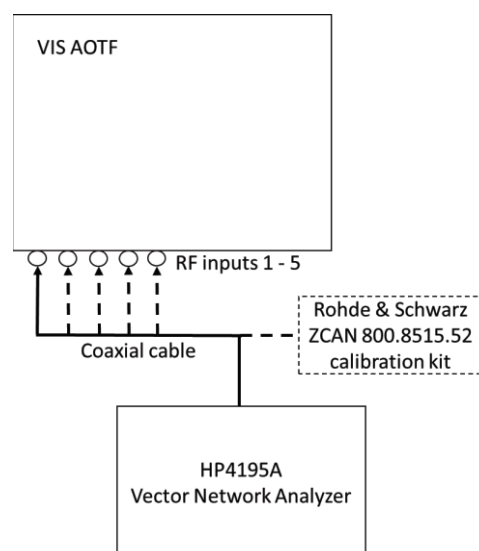 VIS AOTF
RF inputs 1 - 5
Rohde & Schwarz
ZCAN 800.8515.52
calibration kit
Coaxial cable
HP4195A
Vector Network Analyzer